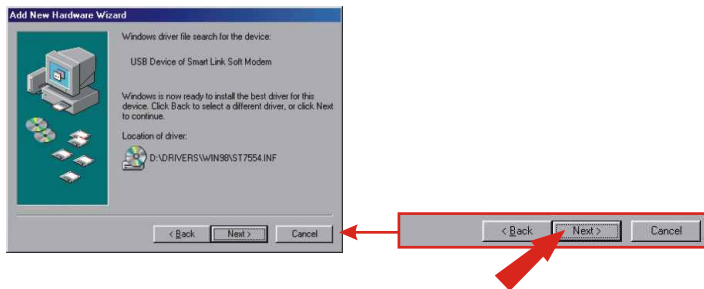 Add New Hardware Wizard
Windows driver file search for the device:
USB Device of Smart Link Soft Modem
Windows is now ready to install the best driver for this
device. Click Back to select a different driver, or click Next
to continue.
Location of driver:
D:\DRIVERS\WIN98\ST7554.INF
< Back Next > Cancel
< Back Next > Cancel